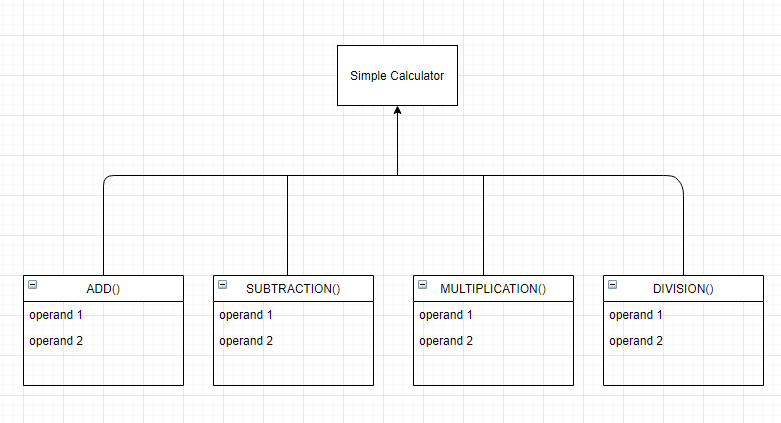 Simple Calculator
ADD()
operand 1
operand 2
SUBTRACTION()
operand 1
operand 2
MULTIPLICATION()
operand 1
operand 2
DIVISION()
operand 1
operand 2